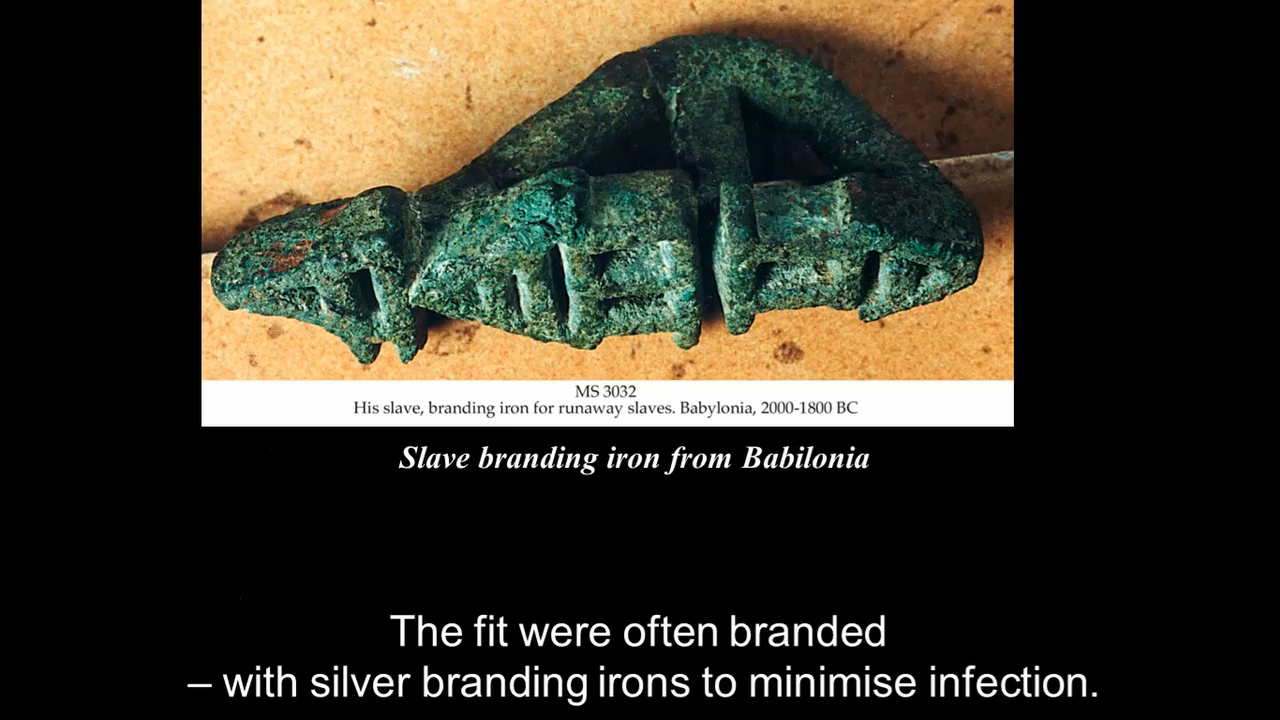 MS 3032
His slave, branding iron for runaway slaves. Babylonia, 2000-1800 BC
Slave branding iron from Babilonia
The fit were often branded
– with silver branding irons to minimise infection.